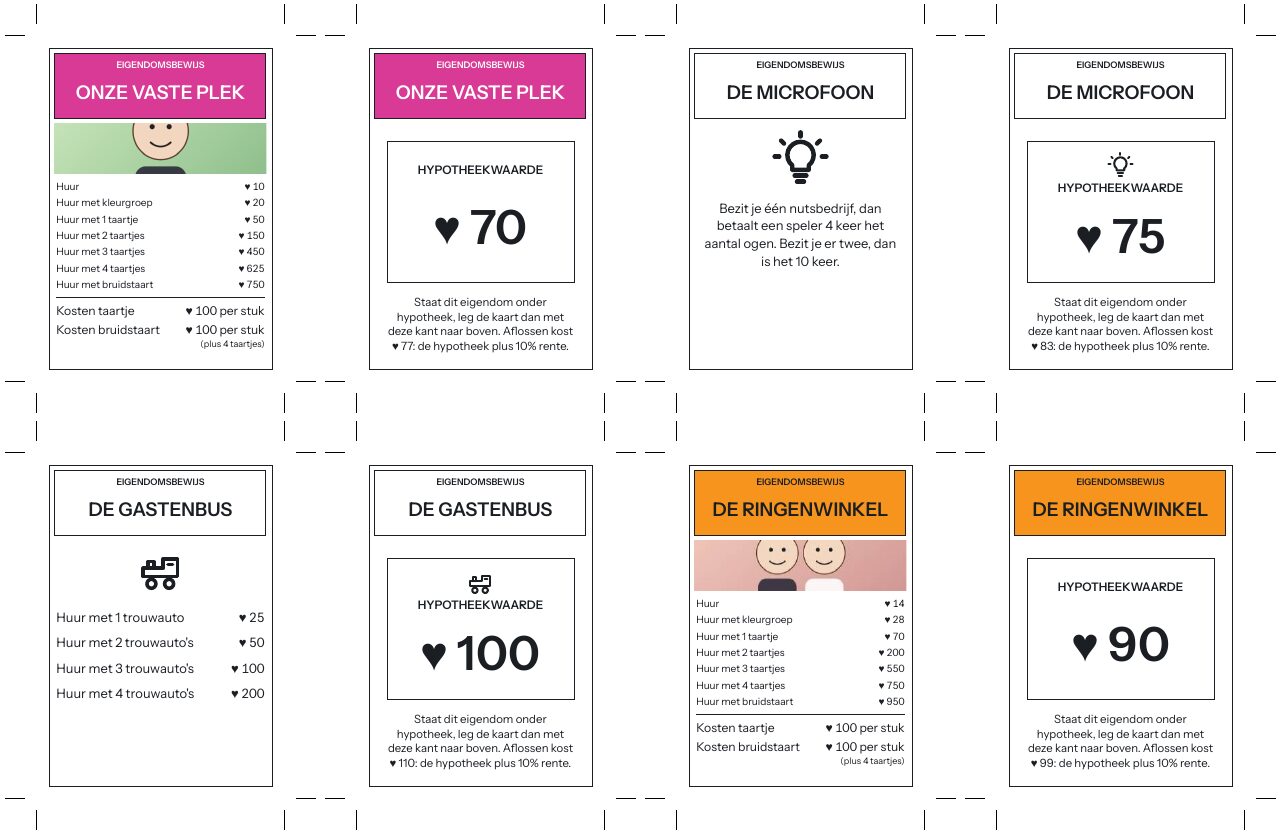 EIGENDOMSBEWIJS
ONZE VASTE PLEK
Huur ♥ 10
Huur met kleurgroep ♥ 20
Huur met 1 taartje ♥ 50
Huur met 2 taartjes ♥ 150
Huur met 3 taartjes ♥ 450
Huur met 4 taartjes ♥ 625
Huur met bruidstaart ♥ 750
Kosten taartje ♥ 100 per stuk
Kosten bruidstaart ♥ 100 per stuk
(plus 4 taartjes)
EIGENDOMSBEWIJS
ONZE VASTE PLEK
HYPOTHEEKWAARDE
♥ 70
Staat dit eigendom onder
hypotheek, leg de kaart dan met
deze kant naar boven. Aflossen kost
♥ 77: de hypotheek plus 10% rente.
EIGENDOMSBEWIJS
DE MICROFOON
Bezit je één nutsbedrijf, dan
betaalt een speler 4 keer het
aantal ogen. Bezit je er twee, dan
is het 10 keer.
EIGENDOMSBEWIJS
DE MICROFOON
HYPOTHEEKWAARDE
♥ 75
Staat dit eigendom onder
hypotheek, leg de kaart dan met
deze kant naar boven. Aflossen kost
♥ 83: de hypotheek plus 10% rente.
EIGENDOMSBEWIJS
DE GASTENBUS
Huur met 1 trouwauto ♥ 25
Huur met 2 trouwauto's ♥ 50
Huur met 3 trouwauto's ♥ 100
Huur met 4 trouwauto's ♥ 200
EIGENDOMSBEWIJS
DE GASTENBUS
HYPOTHEEKWAARDE
♥ 100
Staat dit eigendom onder
hypotheek, leg de kaart dan met
deze kant naar boven. Aflossen kost
♥ 110: de hypotheek plus 10% rente.
EIGENDOMSBEWIJS
DE RINGENWINKEL
Huur ♥ 14
Huur met kleurgroep ♥ 28
Huur met 1 taartje ♥ 70
Huur met 2 taartjes ♥ 200
Huur met 3 taartjes ♥ 550
Huur met 4 taartjes ♥ 750
Huur met bruidstaart ♥ 950
Kosten taartje ♥ 100 per stuk
Kosten bruidstaart ♥ 100 per stuk
(plus 4 taartjes)
EIGENDOMSBEWIJS
DE RINGENWINKEL
HYPOTHEEKWAARDE
♥ 90
Staat dit eigendom onder
hypotheek, leg de kaart dan met
deze kant naar boven. Aflossen kost
♥ 99: de hypotheek plus 10% rente.